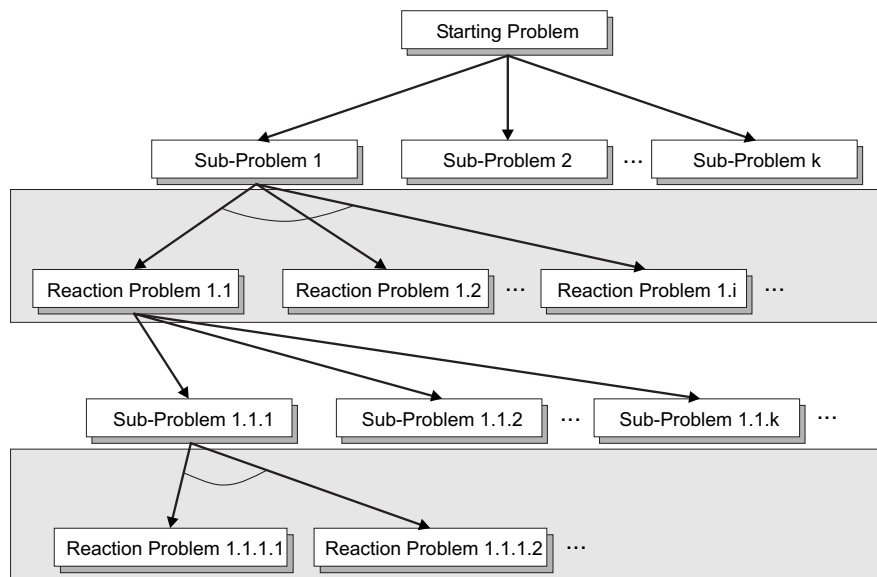 Starting Problem
Sub-Problem 1
Sub-Problem 2
...
Sub-Problem k
Reaction Problem 1.1
Reaction Problem 1.2
...
Reaction Problem 1.i
...
Sub-Problem 1.1.1
Sub-Problem 1.1.2
...
Sub-Problem 1.1.k
...
Reaction Problem 1.1.1.1
Reaction Problem 1.1.1.2
...